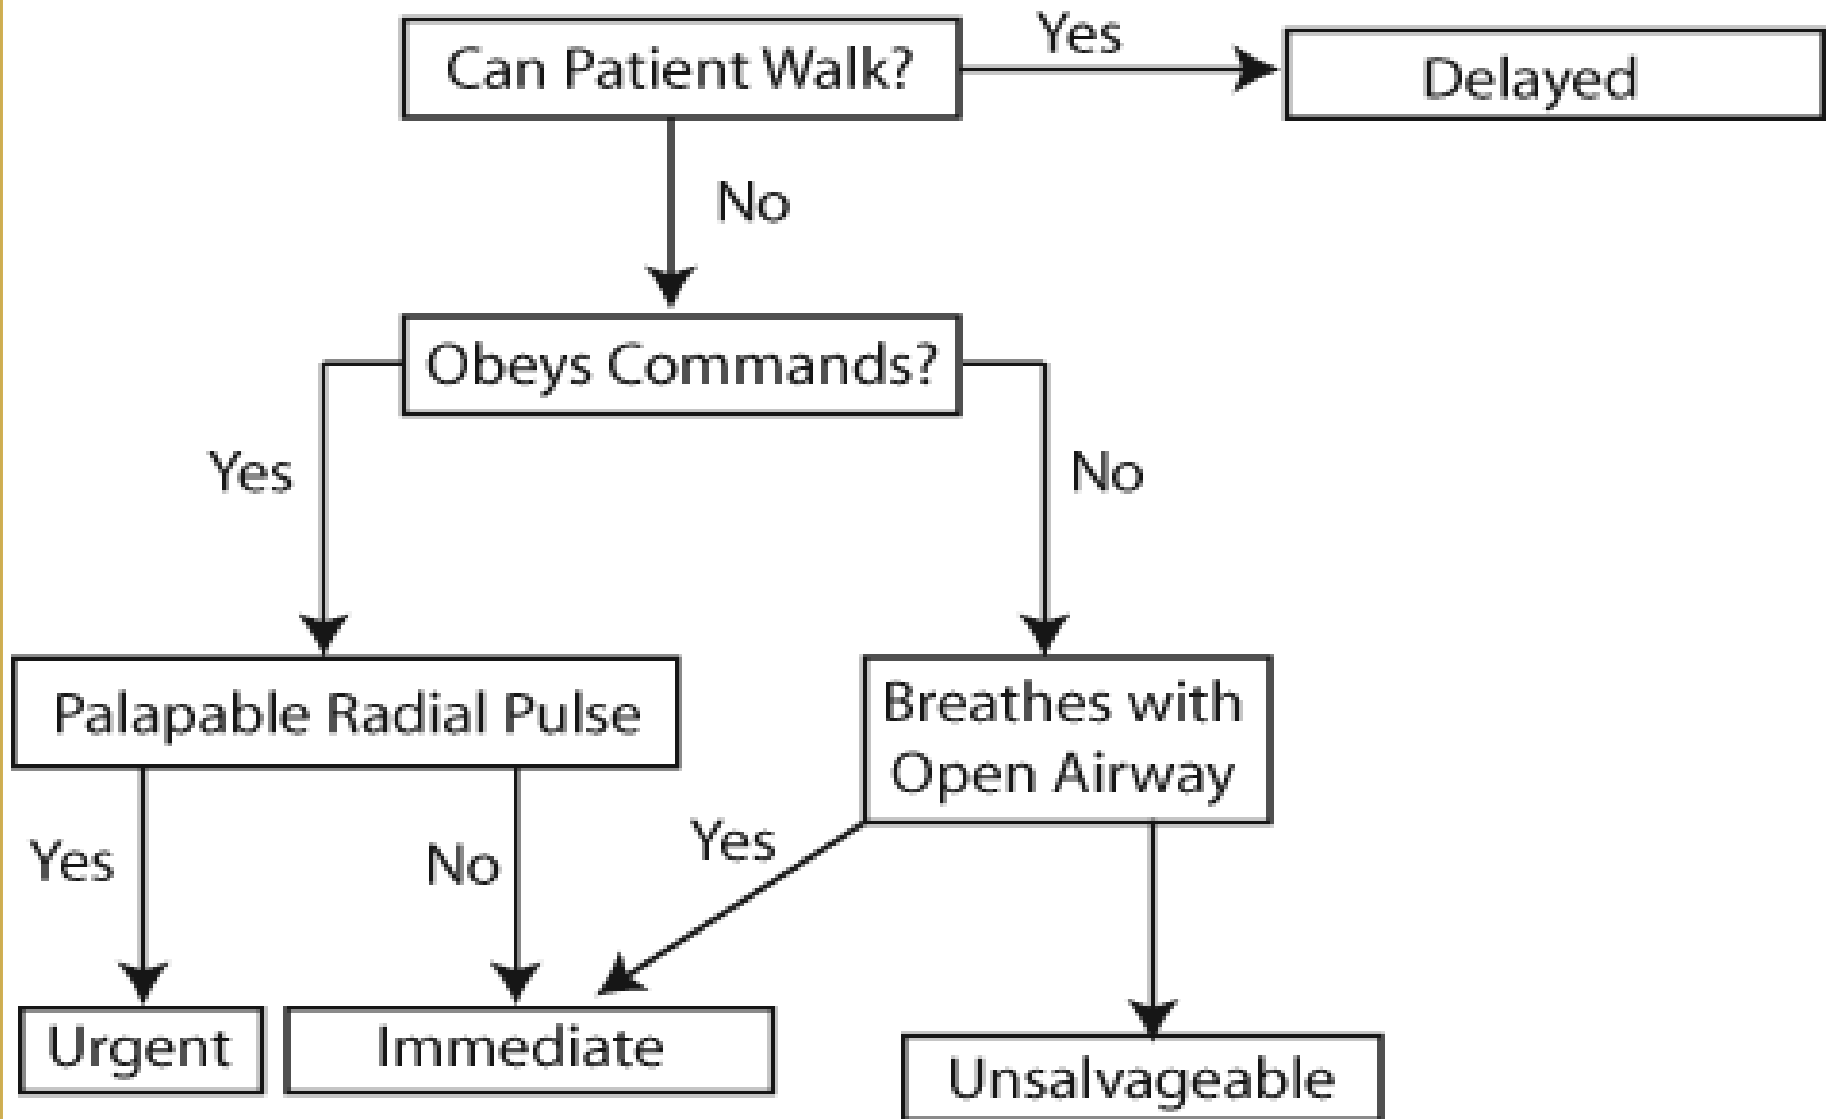 Can Patient Walk?
Yes
Delayed
No
Obeys Commands?
Yes
No
Palapable Radial Pulse
Breathes with
Open Airway
Yes
No
Yes
Urgent
Immediate
Unsalvageable